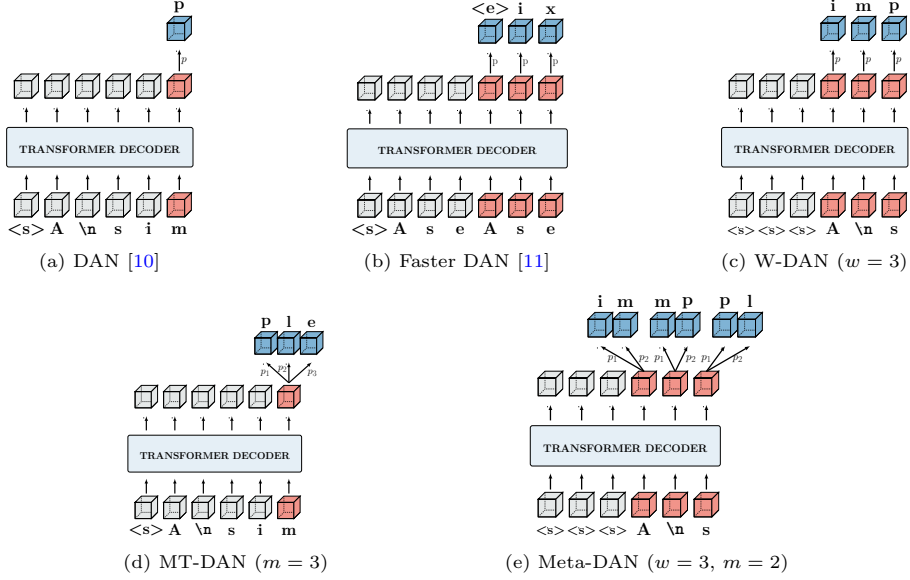 p
p
TRANSFORMER DECODER
<s> A \n s i m
(a) DAN [10]
<e> i x
p p p
TRANSFORMER DECODER
<s> A s e A s e
(b) Faster DAN [11]
i m p
p p p
TRANSFORMER DECODER
<s> <s> <s> A \n s
(c) W-DAN (w = 3)
p l e
p1 p2 p3
TRANSFORMER DECODER
<s> A \n s i m
(d) MT-DAN (m = 3)
i m m p p l
p1 p2 p1 p2 p1 p2
TRANSFORMER DECODER
<s> <s> <s> A \n s
(e) Meta-DAN (w = 3, m = 2)